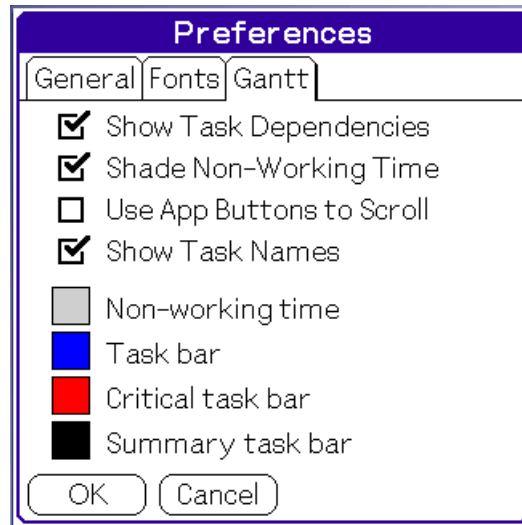 Preferences
General Fonts Gantt
Show Task Dependencies
Shade Non-Working Time
Use App Buttons to Scroll
Show Task Names
Non-working time
Task bar
Critical task bar
Summary task bar
OK Cancel